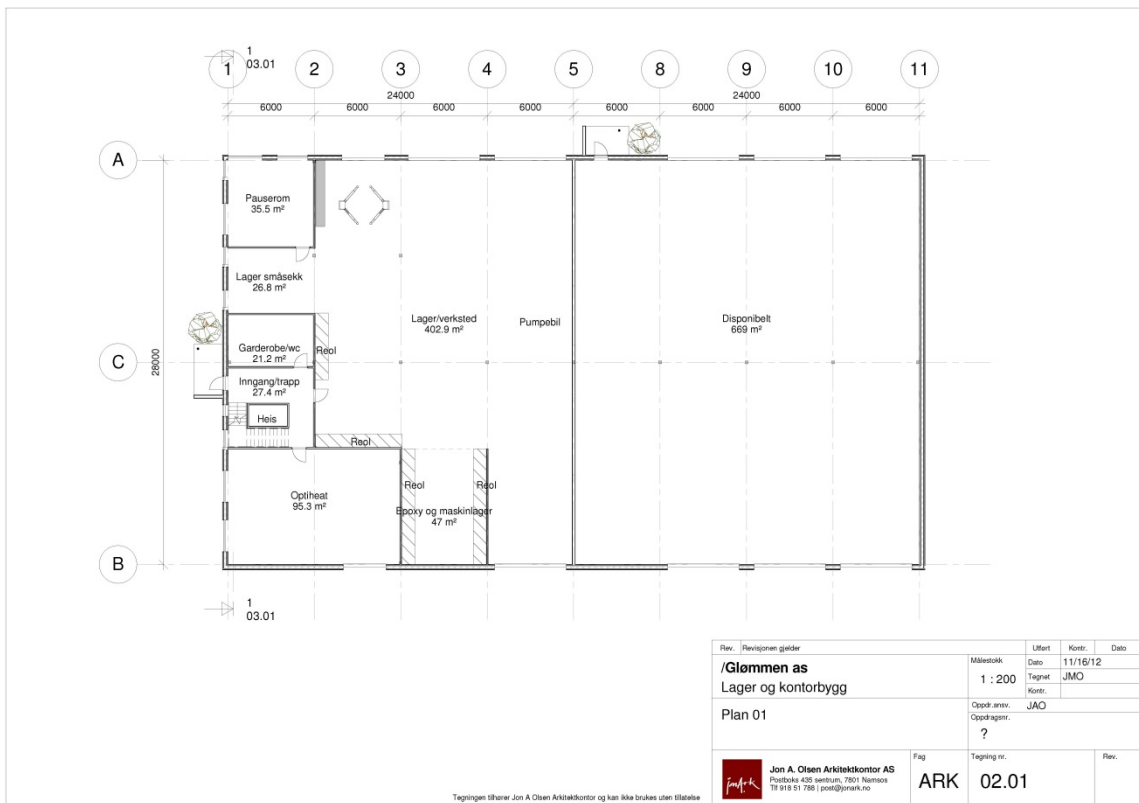 1
03.01
1
2
3
4
5
8
9
10
11
24000
24000
6000
6000
6000
6000
6000
6000
6000
6000
A
C
B
28000
Pauserom
35.5 m²
Lager småsekk
26.8 m²
Lager/verksted
402.9 m²
Pumpebil
Disponibelt
669 m²
Garderobe/wc
21.2 m²
Reol
Inngang/trapp
27.4 m²
Heis
Reol
Optiheat
95.3 m²
Reol
Reol
Epoxy og maskinlager
47 m²
1
03.01
Rev. Revisjonen gjelder Utført Kontr. Dato
/Glømmen as
Lager og kontorbygg
Målestokk
1 : 200
Dato 11/16/12
Tegnet JMO
Kontr.
Plan 01
Oppdr.ansv. JAO
Oppdragsnr.
?
jmArk
Jon A. Olsen Arkitektkontor AS
Postboks 435 sentrum, 7801 Namsos
Tlf 918 51 788 | post@jonark.no
Fag
ARK
Tegning nr.
02.01
Rev.
Tegningen tilhører Jon A Olsen Arkitektkontor og kan ikke brukes uten tillatelse